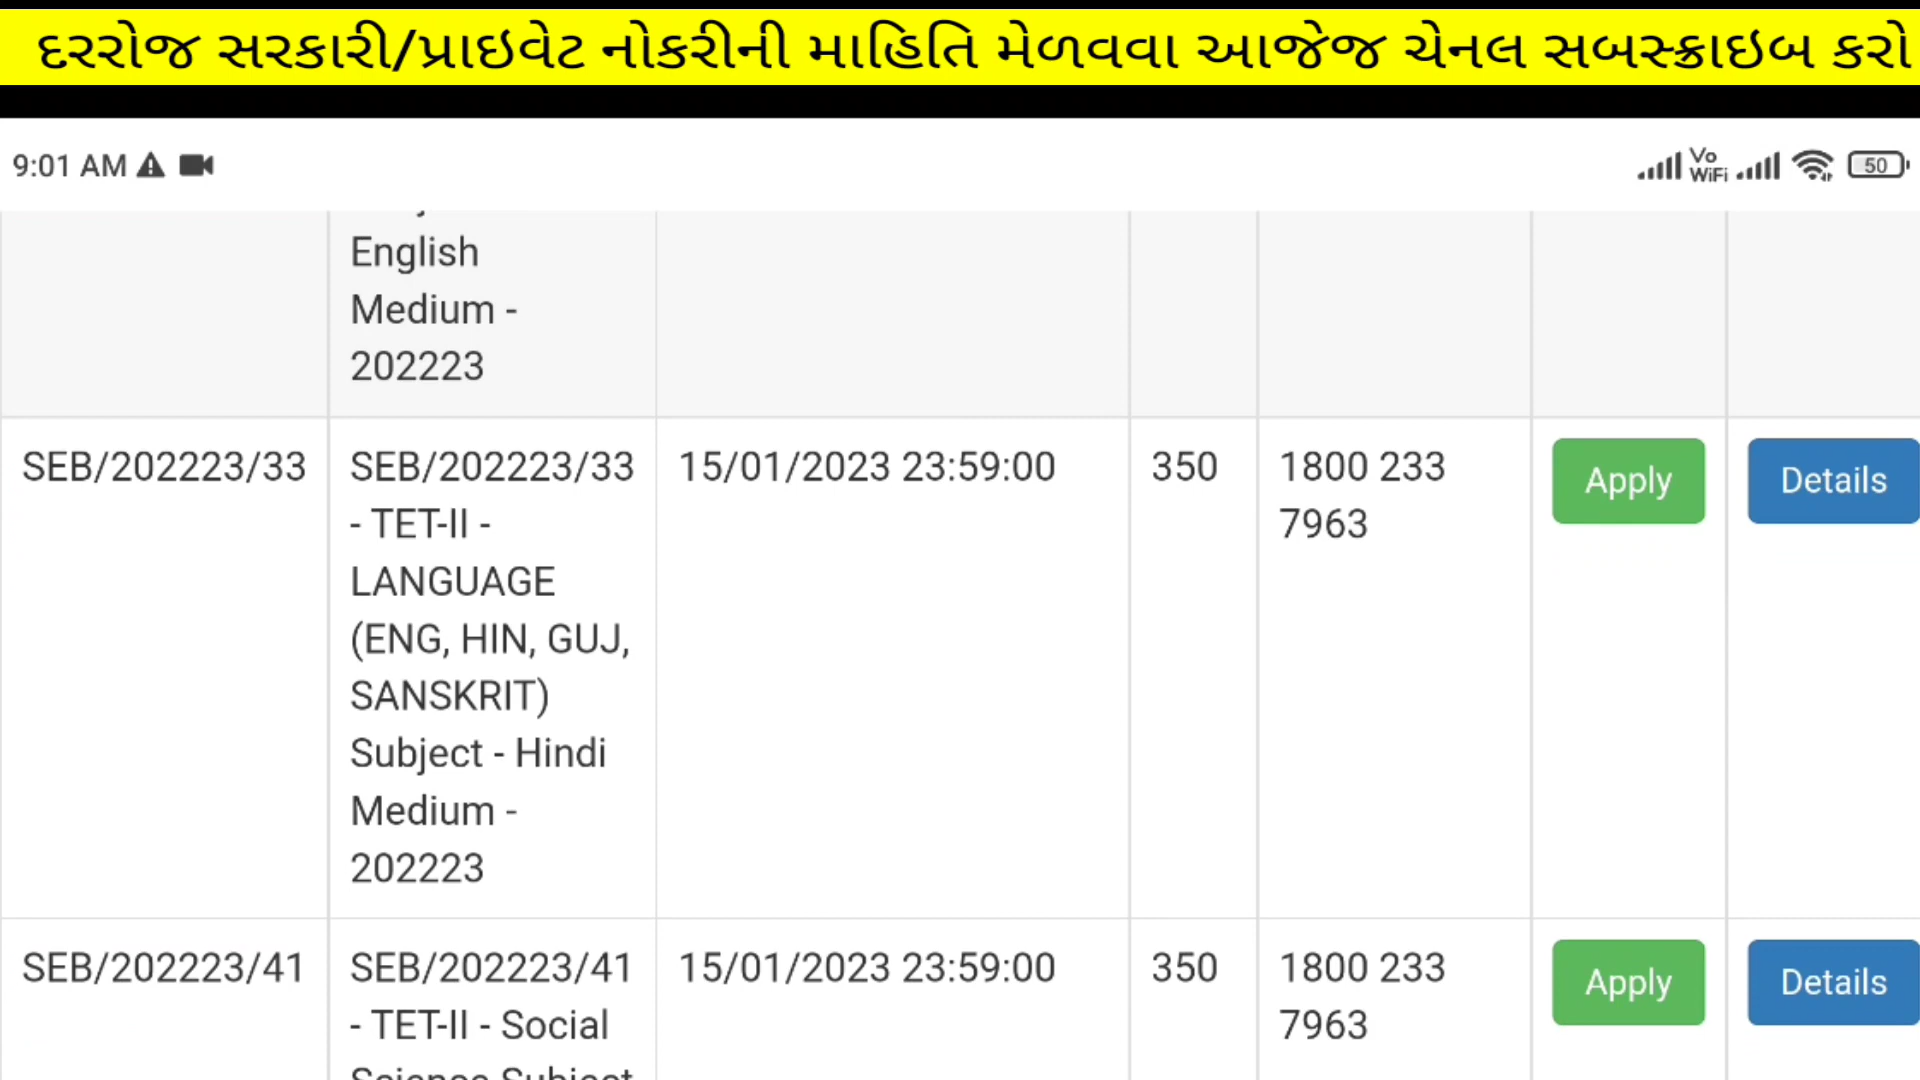 દરરોજ સરકારી/પ્રાઇવેટ નોકરીની માહિતિ મેળવવા આજેજ ચેનલ સબસ્ક્રાઇબ કરો
9:01 AM
Vo
WiFi
50
English
Medium -
202223
SEB/202223/33 SEB/202223/33 15/01/2023 23:59:00 350 1800 233 Apply Details
- TET-II - 7963
LANGUAGE
(ENG, HIN, GUJ,
SANSKRIT)
Subject - Hindi
Medium -
202223
SEB/202223/41 SEB/202223/41 15/01/2023 23:59:00 350 1800 233 Apply Details
- TET-II - Social 7963
Science Subject